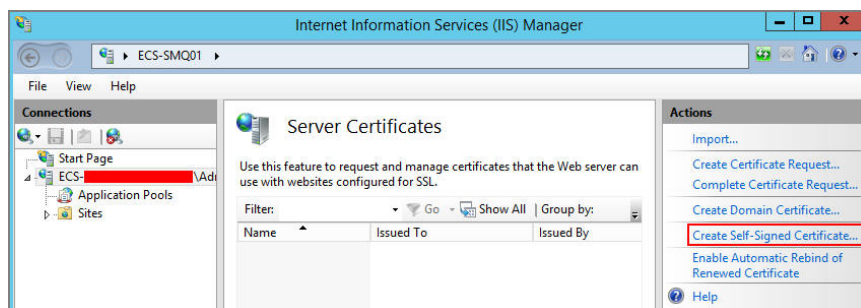 Internet Information Services (IIS) Manager
ECS-SMQ01
File View Help
Connections
Start Page
ECS- \Adm
Application Pools
Sites
Server Certificates
Use this feature to request and manage certificates that the Web server can
use with websites configured for SSL.
Filter: Go Show All Group by:
Name Issued To Issued By
Actions
Import...
Create Certificate Request...
Complete Certificate Request...
Create Domain Certificate...
Create Self-Signed Certificate...
Enable Automatic Rebind of
Renewed Certificate
Help